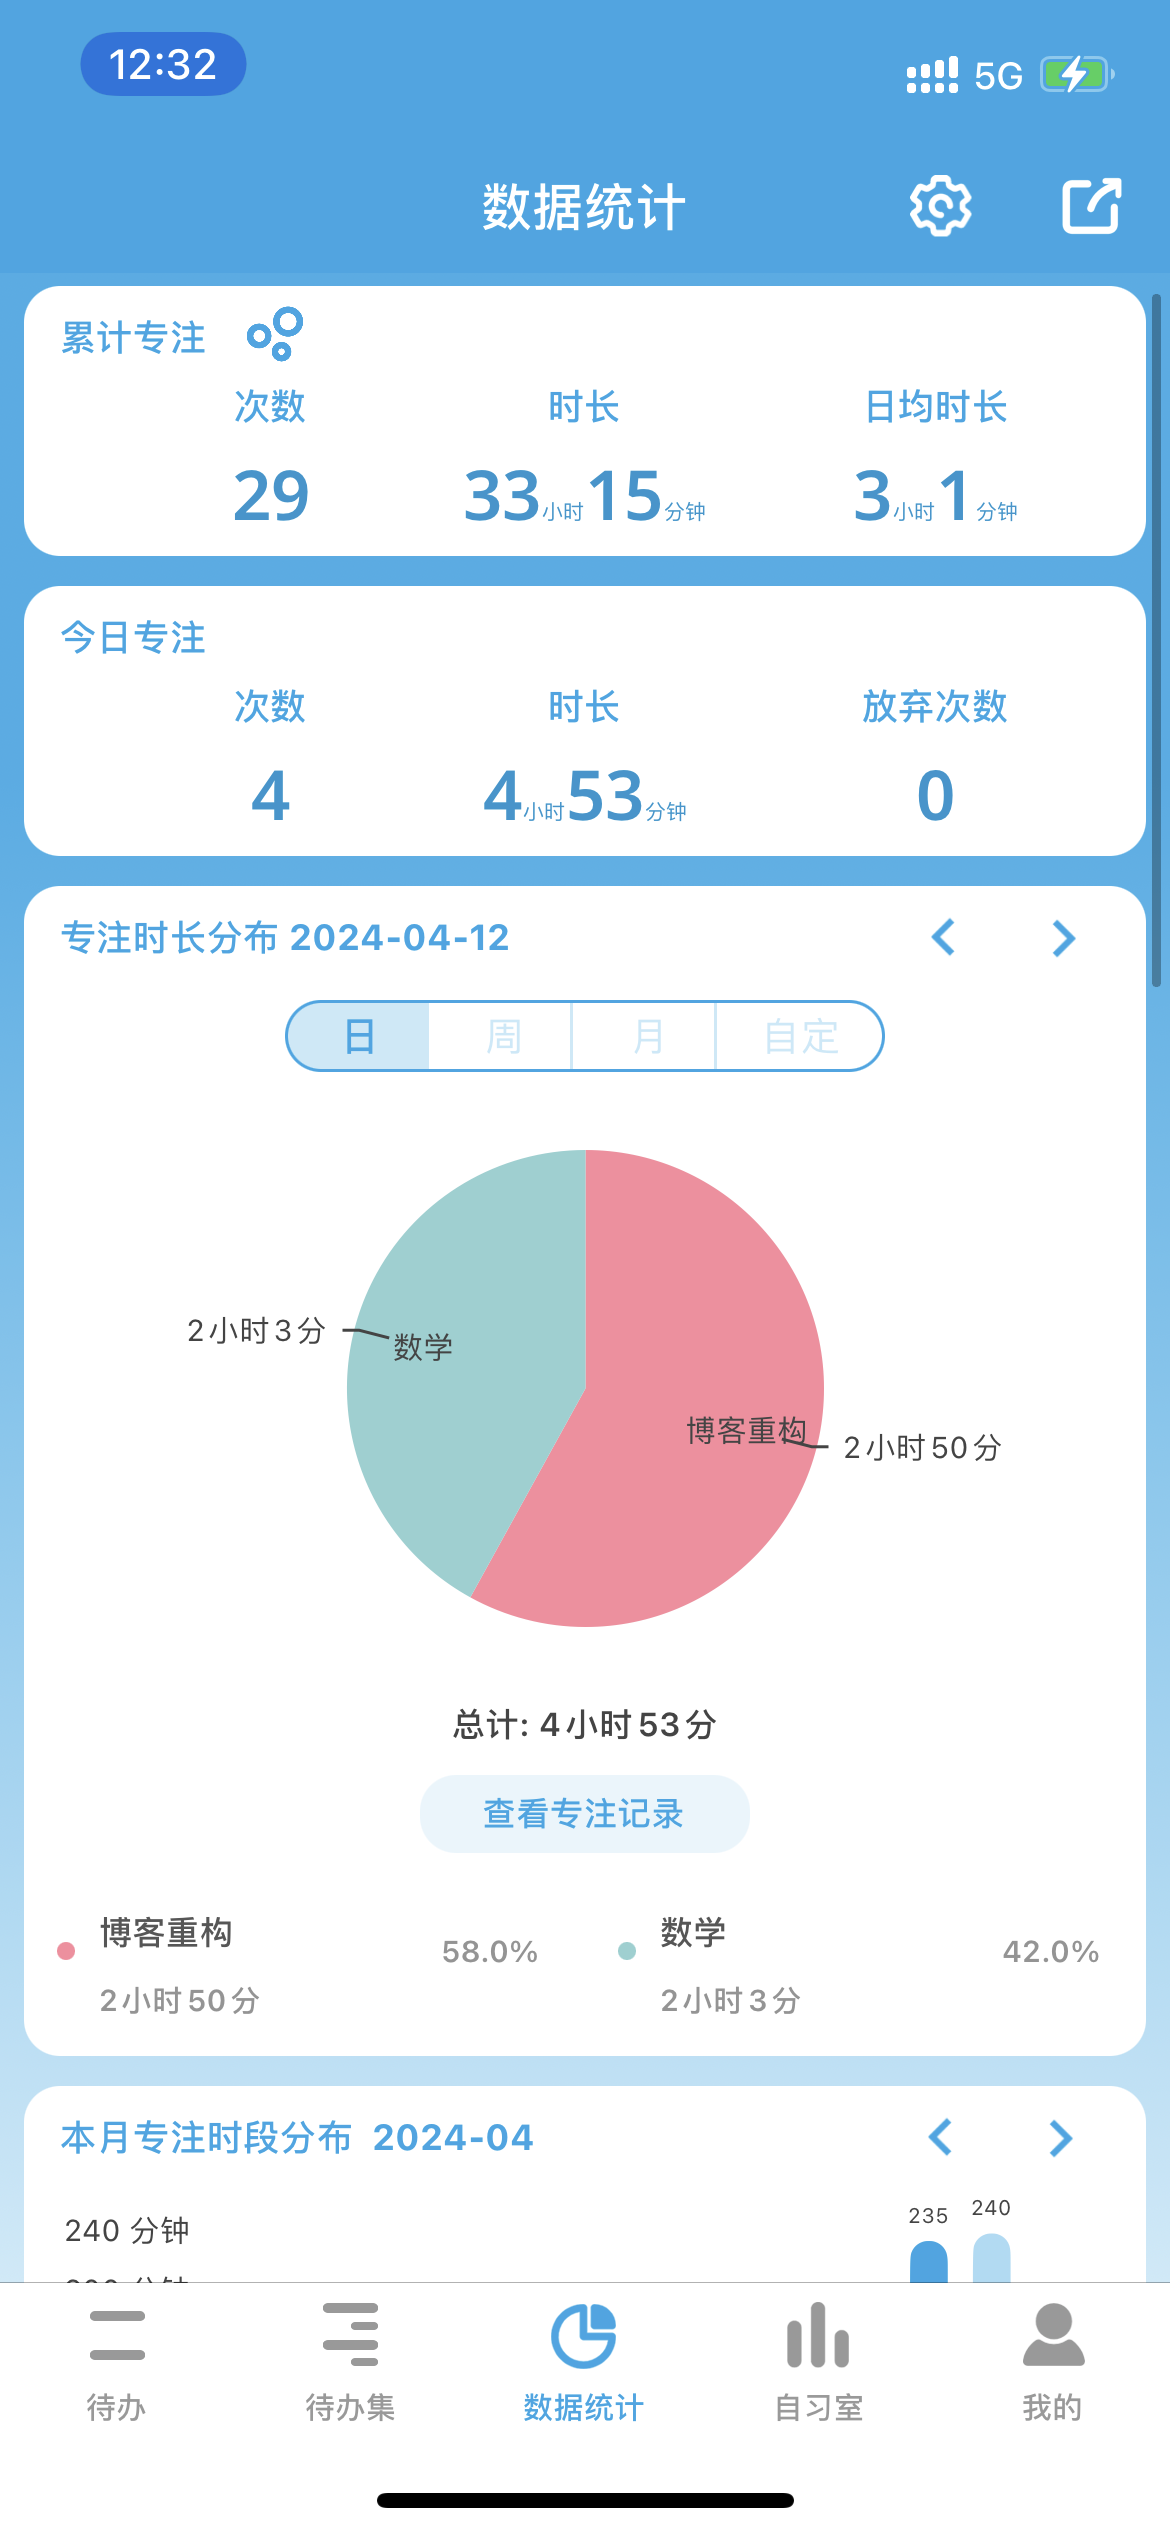 12:32
5G
数据统计
累计专注
次数 时长 日均时长
29 33小时15分钟 3小时1分钟
今日专注
次数 时长 放弃次数
4 4小时53分钟 0
专注时长分布 2024-04-12
日 周 月 自定
2小时3分 数学
博客重构 2小时50分
总计: 4小时53分
查看专注记录
博客重构 58.0%
2小时50分
数学 42.0%
2小时3分
本月专注时段分布 2024-04
240 分钟
235 240
待办 待办集 数据统计 自习室 我的